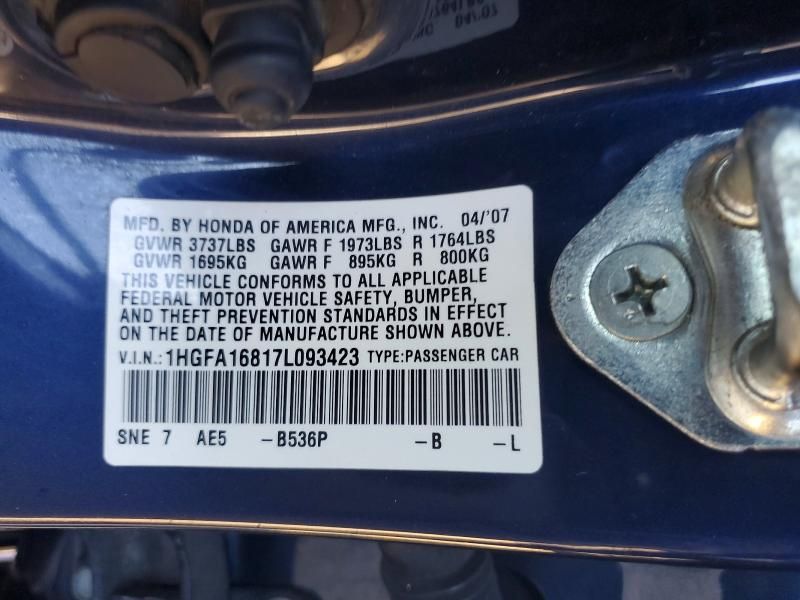 MFD. BY HONDA OF AMERICA MFG., INC. 04/'07
GVWR 3737LBS GAWR F 1973LBS R 1764LBS
GVWR 1695KG GAWR F 895KG R 800KG
THIS VEHICLE CONFORMS TO ALL APPLICABLE
FEDERAL MOTOR VEHICLE SAFETY, BUMPER,
AND THEFT PREVENTION STANDARDS IN EFFECT
ON THE DATE OF MANUFACTURE SHOWN ABOVE.
V.I.N.: 1HGFA16817L093423 TYPE:PASSENGER CAR
SNE 7 AE5 -B536P -B -L